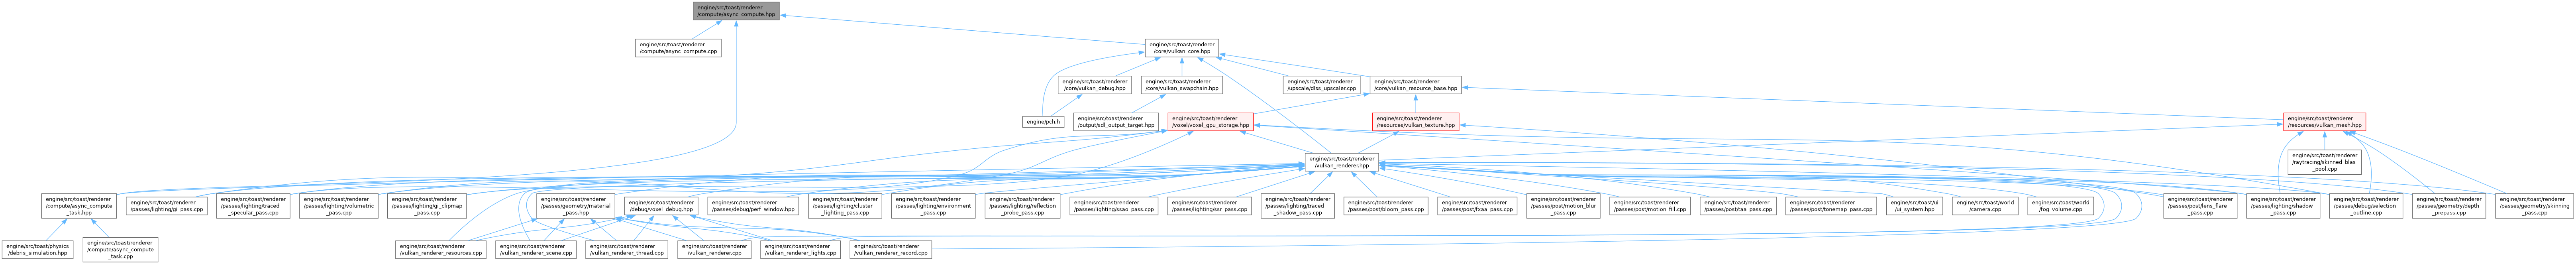 engine/src/toast/renderer
/compute/async_compute.hpp
engine/src/toast/renderer
/compute/async_compute.cpp
engine/src/toast/renderer
/core/vulkan_core.hpp
engine/src/toast/renderer
/core/vulkan_debug.hpp
engine/src/toast/renderer
/core/vulkan_swapchain.hpp
engine/src/toast/renderer
/upscale/dlss_upscaler.cpp
engine/src/toast/renderer
/core/vulkan_resource_base.hpp
engine/pch.h
engine/src/toast/renderer
/output/sdl_output_target.hpp
engine/src/toast/renderer
/voxel/voxel_gpu_storage.hpp
engine/src/toast/renderer
/resources/vulkan_texture.hpp
engine/src/toast/renderer
/resources/vulkan_mesh.hpp
engine/src/toast/renderer
/vulkan_renderer.hpp
engine/src/toast/renderer
/raytracing/skinned_blas
_pool.cpp
engine/src/toast/renderer
/compute/async_compute
_task.hpp
engine/src/toast/renderer
/passes/lighting/gi_pass.cpp
engine/src/toast/renderer
/passes/lighting/traced
_specular_pass.cpp
engine/src/toast/renderer
/passes/lighting/volumetric
_pass.cpp
engine/src/toast/renderer
/passes/lighting/gi_clipmap
_pass.cpp
engine/src/toast/renderer
/passes/geometry/material
_pass.hpp
engine/src/toast/renderer
/debug/voxel_debug.hpp
engine/src/toast/renderer
/passes/debug/perf_window.hpp
engine/src/toast/renderer
/passes/lighting/cluster
_lighting_pass.cpp
engine/src/toast/renderer
/passes/lighting/environment
_pass.cpp
engine/src/toast/renderer
/passes/lighting/reflection
_probe_pass.cpp
engine/src/toast/renderer
/passes/lighting/ssao_pass.cpp
engine/src/toast/renderer
/passes/lighting/ssr_pass.cpp
engine/src/toast/renderer
/passes/lighting/traced
_shadow_pass.cpp
engine/src/toast/renderer
/passes/post/bloom_pass.cpp
engine/src/toast/renderer
/passes/post/fxaa_pass.cpp
engine/src/toast/renderer
/passes/post/motion_blur
_pass.cpp
engine/src/toast/renderer
/passes/post/motion_fill.cpp
engine/src/toast/renderer
/passes/post/taa_pass.cpp
engine/src/toast/renderer
/passes/post/tonemap_pass.cpp
engine/src/toast/ui
/ui_system.hpp
engine/src/toast/world
/camera.cpp
engine/src/toast/world
/fog_volume.cpp
engine/src/toast/renderer
/passes/post/lens_flare
_pass.cpp
engine/src/toast/renderer
/passes/lighting/shadow
_pass.cpp
engine/src/toast/renderer
/passes/debug/selection
_outline.cpp
engine/src/toast/renderer
/passes/geometry/depth
_prepass.cpp
engine/src/toast/renderer
/passes/geometry/skinning
_pass.cpp
engine/src/toast/physics
/debris_simulation.hpp
engine/src/toast/renderer
/compute/async_compute
_task.cpp
engine/src/toast/renderer
/vulkan_renderer_resources.cpp
engine/src/toast/renderer
/vulkan_renderer_scene.cpp
engine/src/toast/renderer
/vulkan_renderer_thread.cpp
engine/src/toast/renderer
/vulkan_renderer.cpp
engine/src/toast/renderer
/vulkan_renderer_lights.cpp
engine/src/toast/renderer
/vulkan_renderer_record.cpp